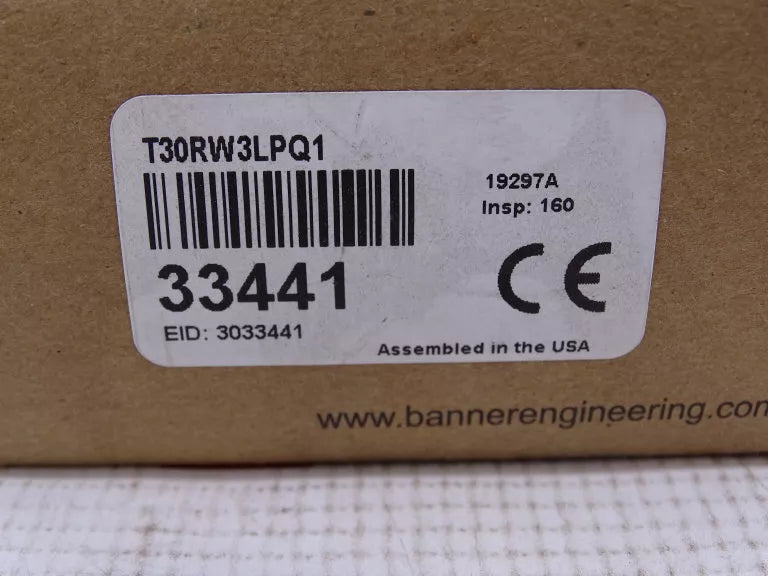 T30RW3LPQ1
19297A
Insp: 160
33441
CE
EID: 3033441
Assembled in the USA
www.bannerengineering.com